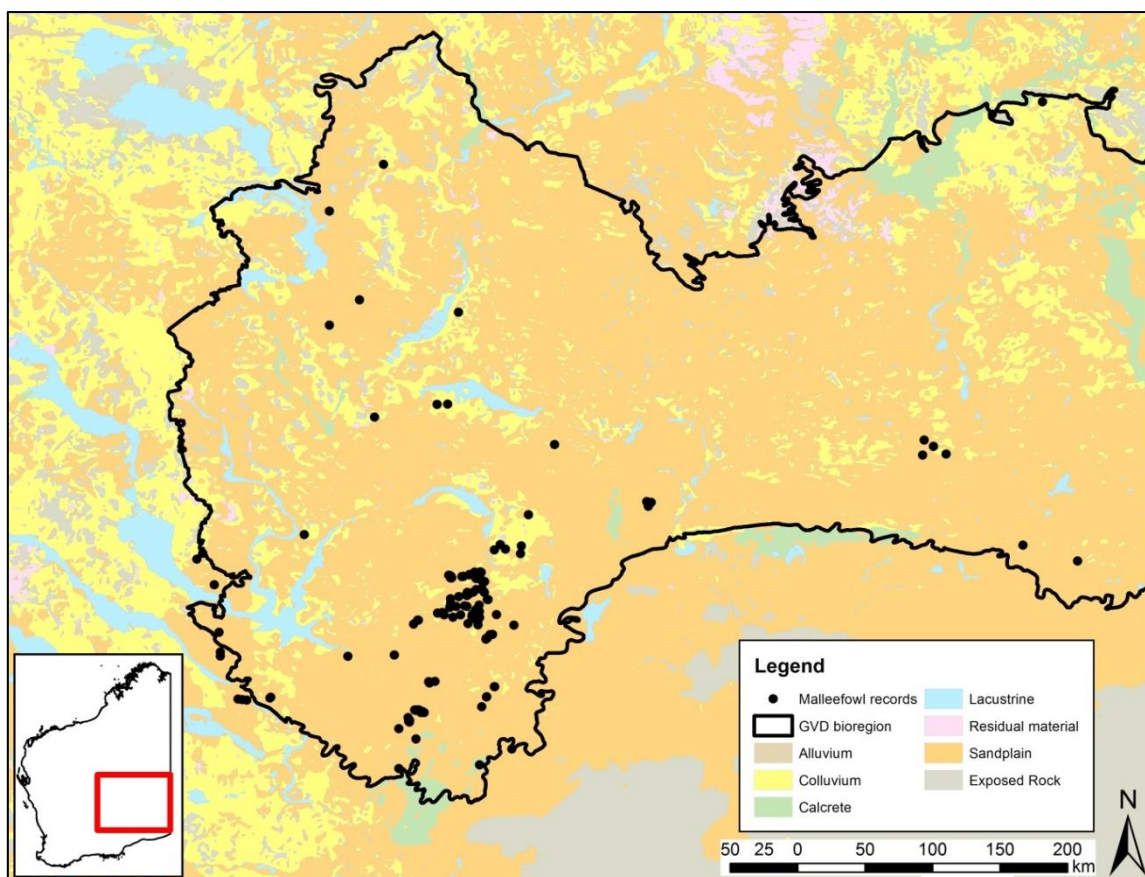 Legend
Malleefowl records
GVD bioregion
Alluvium
Colluvium
Calcrete
Lacustrine
Residual material
Sandplain
Exposed Rock
N
50 25 0 50 100 150 200
km